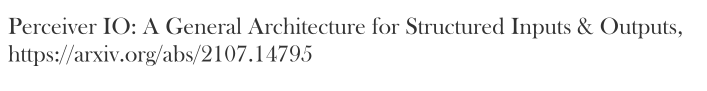 Perceiver IO: A General Architecture for Structured Inputs & Outputs,
https://arxiv.org/abs/2107.14795